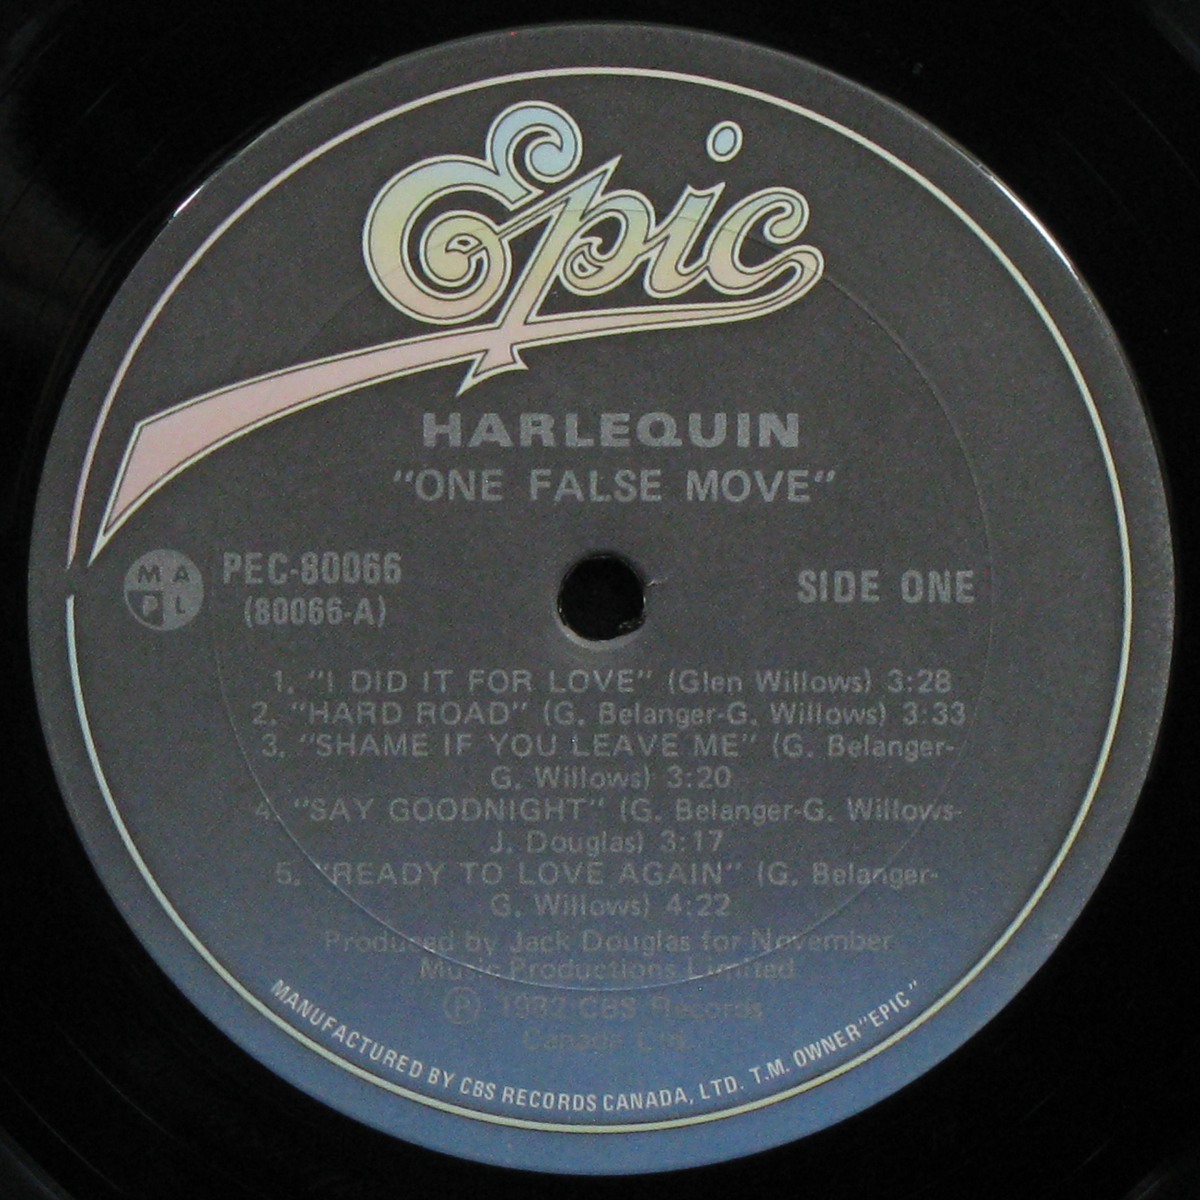 Epic
HARLEQUIN
"ONE FALSE MOVE"
M A
P L
PEC-80066
(80066-A)
SIDE ONE
1. "I DID IT FOR LOVE" (Glen Willows) 3:28
2. "HARD ROAD" (G. Belanger-G. Willows) 3:33
3. "SHAME IF YOU LEAVE ME" (G. Belanger-
G. Willows) 3:20
4. "SAY GOODNIGHT" (G. Belanger-G. Willows-
J. Douglas) 3:17
5. "READY TO LOVE AGAIN" (G. Belanger-
G. Willows) 4:22
Produced by Jack Douglas for November
Music Productions Limited
Ⓟ 1982 CBS Records
Canada Ltd.
MANUFACTURED BY CBS RECORDS CANADA, LTD. T.M. OWNER "EPIC"